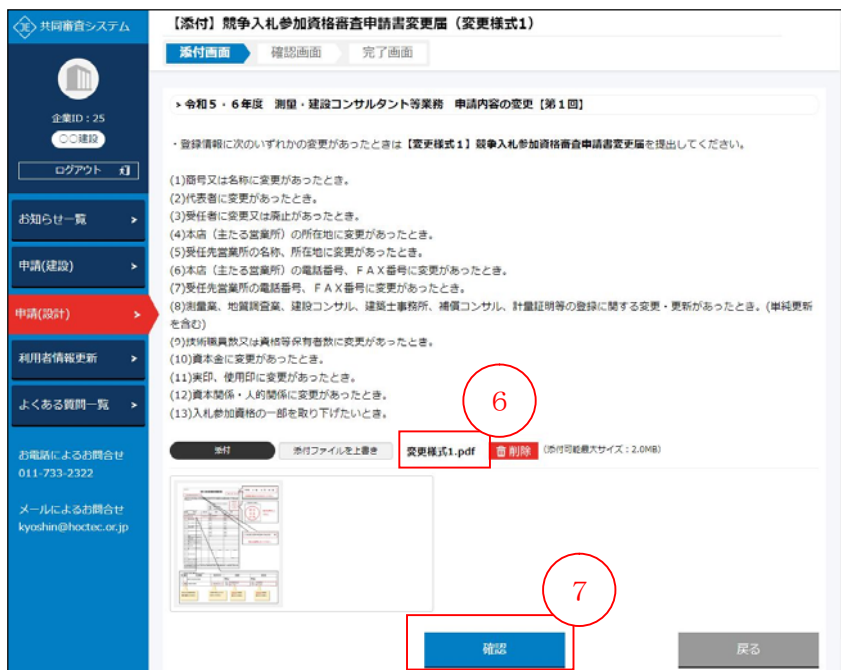 共同審査システム
企業ID：25
〇〇建設
ログアウト
お知らせ一覧
申請(建設)
申請(設計)
利用者情報更新
よくある質問一覧
お電話によるお問合せ
011-733-2322
メールによるお問合せ
kyoshin@hoctec.or.jp
【添付】競争入札参加資格審査申請書変更届（変更様式1）
添付画面
確認画面
完了画面
令和５・６年度　測量・建設コンサルタント等業務　申請内容の変更【第１回】
・登録情報に次のいずれかの変更があったときは【変更様式１】競争入札参加資格審査申請書変更届を提出してください。
(1)商号又は名称に変更があったとき。
(2)代表者に変更があったとき。
(3)受任者に変更又は廃止があったとき。
(4)本店（主たる営業所）の所在地に変更があったとき。
(5)受任先営業所の名称、所在地に変更があったとき。
(6)本店（主たる営業所）の電話番号、ＦＡＸ番号に変更があったとき。
(7)受任先営業所の電話番号、ＦＡＸ番号に変更があったとき。
(8)測量業、地質調査業、建設コンサル、建築士事務所、補償コンサル、計量証明等の登録に関する変更・更新があったとき。(単純更新
を含む)
(9)技術職員数又は資格等保有者数に変更があったとき。
(10)資本金に変更があったとき。
(11)実印、使用印に変更があったとき。
(12)資本関係・人的関係に変更があったとき。
(13)入札参加資格の一部を取り下げたいとき。
6
添付
添付ファイルを上書き
変更様式1.pdf
削除
(添付可能最大サイズ：2.0MB)
7
確認
戻る